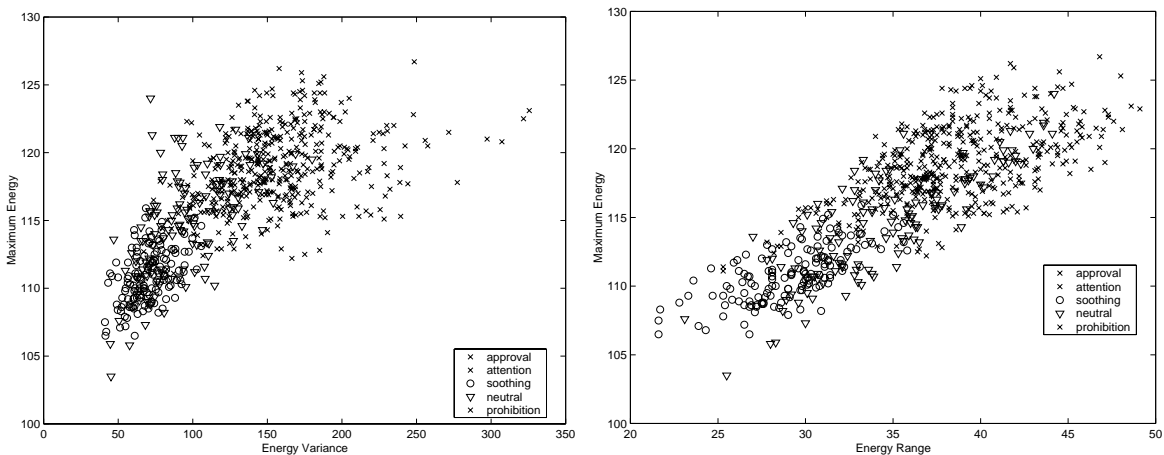 130
125
120
115
110
105
100
Maximum Energy
0 50 100 150 200 250 300 350
Energy Variance
approval
attention
soothing
neutral
prohibition
130
125
120
115
110
105
100
Maximum Energy
20 25 30 35 40 45 50
Energy Range
approval
attention
soothing
neutral
prohibition